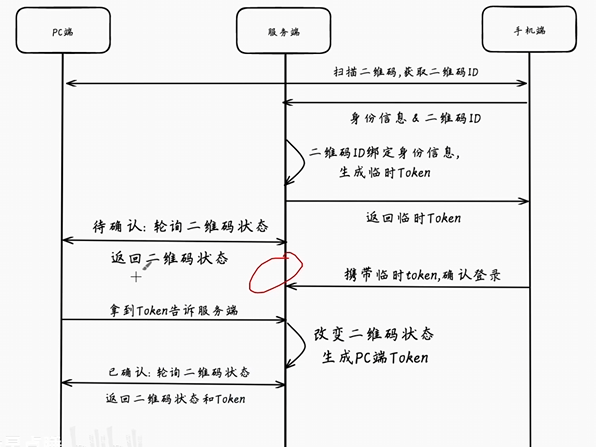 PC端
服务端
手机端
扫描二维码,获取二维码ID
身份信息 & 二维码ID
二维码ID绑定身份信息,
生成临时Token
返回临时Token
待确认: 轮询二维码状态
返回二维码状态
携带临时token,确认登录
拿到Token告诉服务端
改变二维码状态
生成PC端Token
已确认: 轮询二维码状态
返回二维码状态和Token